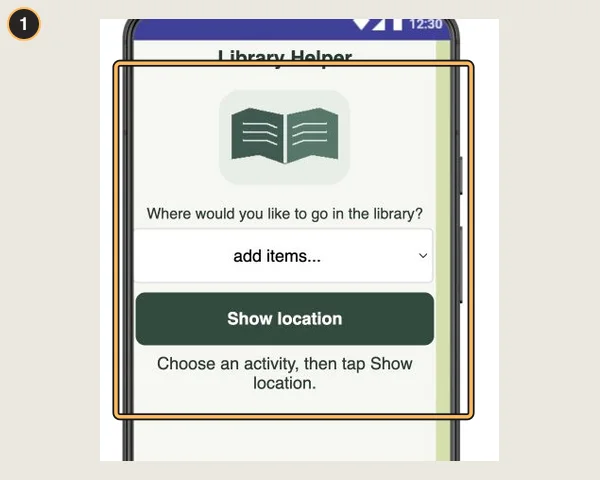 1
12:30
Library Helper
Where would you like to go in the library?
add items...
Show location
Choose an activity, then tap Show
location.